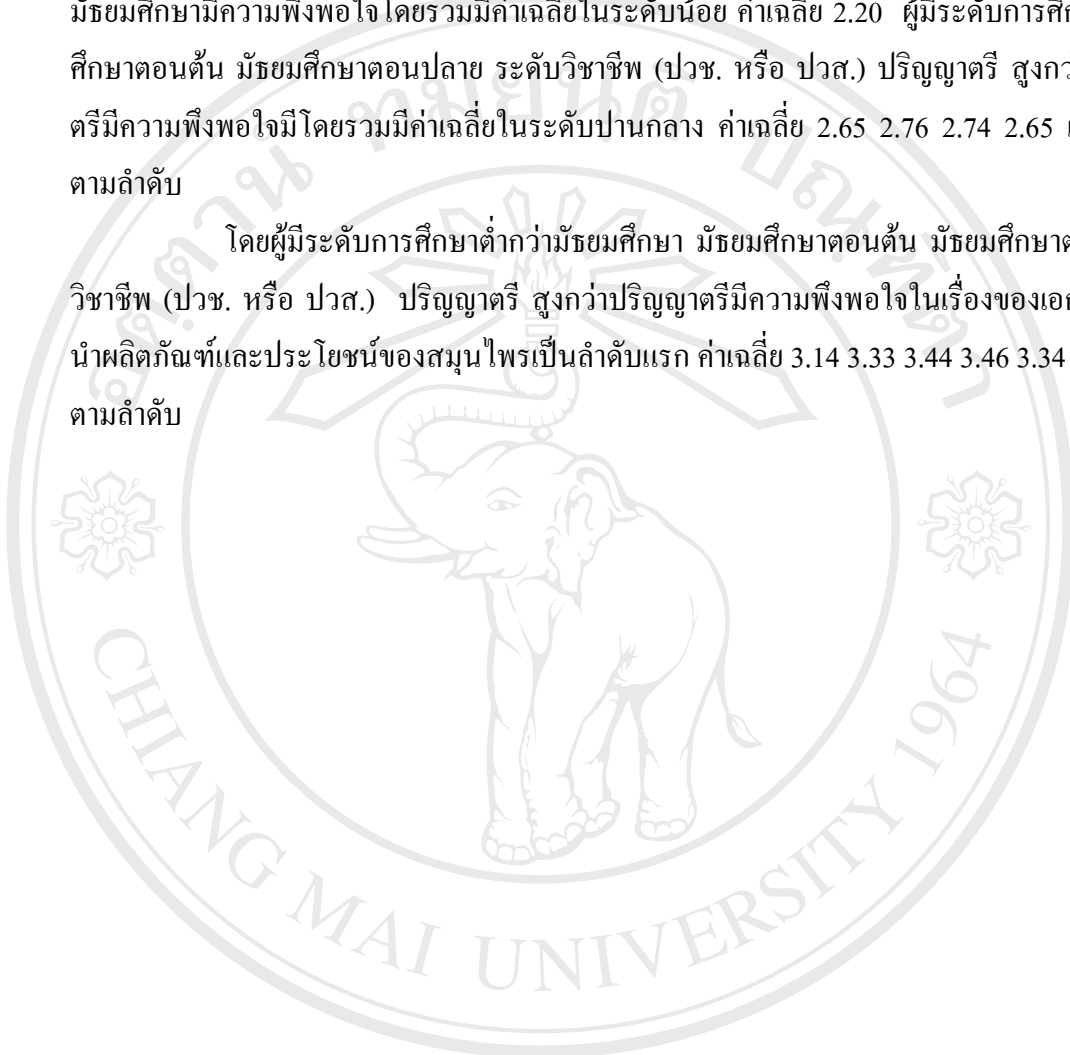 มัธยมศึกษามีความพึงพอใจโดยรวมมีค่าเฉลี่ยในระดับน้อย ค่าเฉลี่ย 2.20 ผู้มีระดับการศึก
ศึกษาตอนต้น มัธยมศึกษาตอนปลาย ระดับวิชาชีพ (ปวช. หรือ ปวส.) ปริญญาตรี สูงกว่
ตรีมีความพึงพอใจมีโดยรวมมีค่าเฉลี่ยในระดับปานกลาง ค่าเฉลี่ย 2.65 2.76 2.74 2.65
ตามลำดับ
โดยผู้มีระดับการศึกษาต่ำกว่ามัธยมศึกษา มัธยมศึกษาตอนต้น มัธยมศึกษาต
วิชาชีพ (ปวช. หรือ ปวส.) ปริญญาตรี สูงกว่าปริญญาตรีมีความพึงพอใจในเรื่องของเอก
นำผลิตภัณฑ์และประโยชน์ของสมุนไพรเป็นลำดับแรก ค่าเฉลี่ย 3.14 3.33 3.44 3.46 3.34
ตามลำดับ
อตฺตานํ ทมยนฺติ ปณฺฑิตา
CHIANG MAI UNIVERSITY 1964